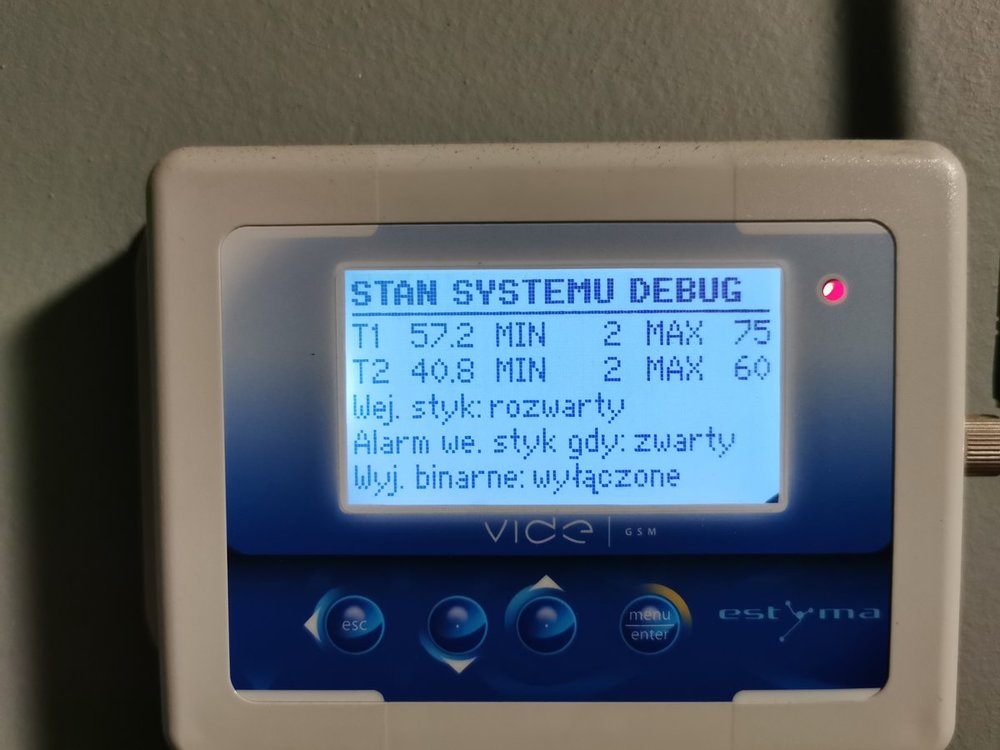 STAN SYSTEMU DEBUG
T1 57.2 MIN 2 MAX 75
T2 40.8 MIN 2 MAX 60
Wej. styk: rozwarty
Alarm we. styk gdy: zwarty
Wyj. binarne: wyłączone
VIDE | GSM
esc
menu
enter
estyma